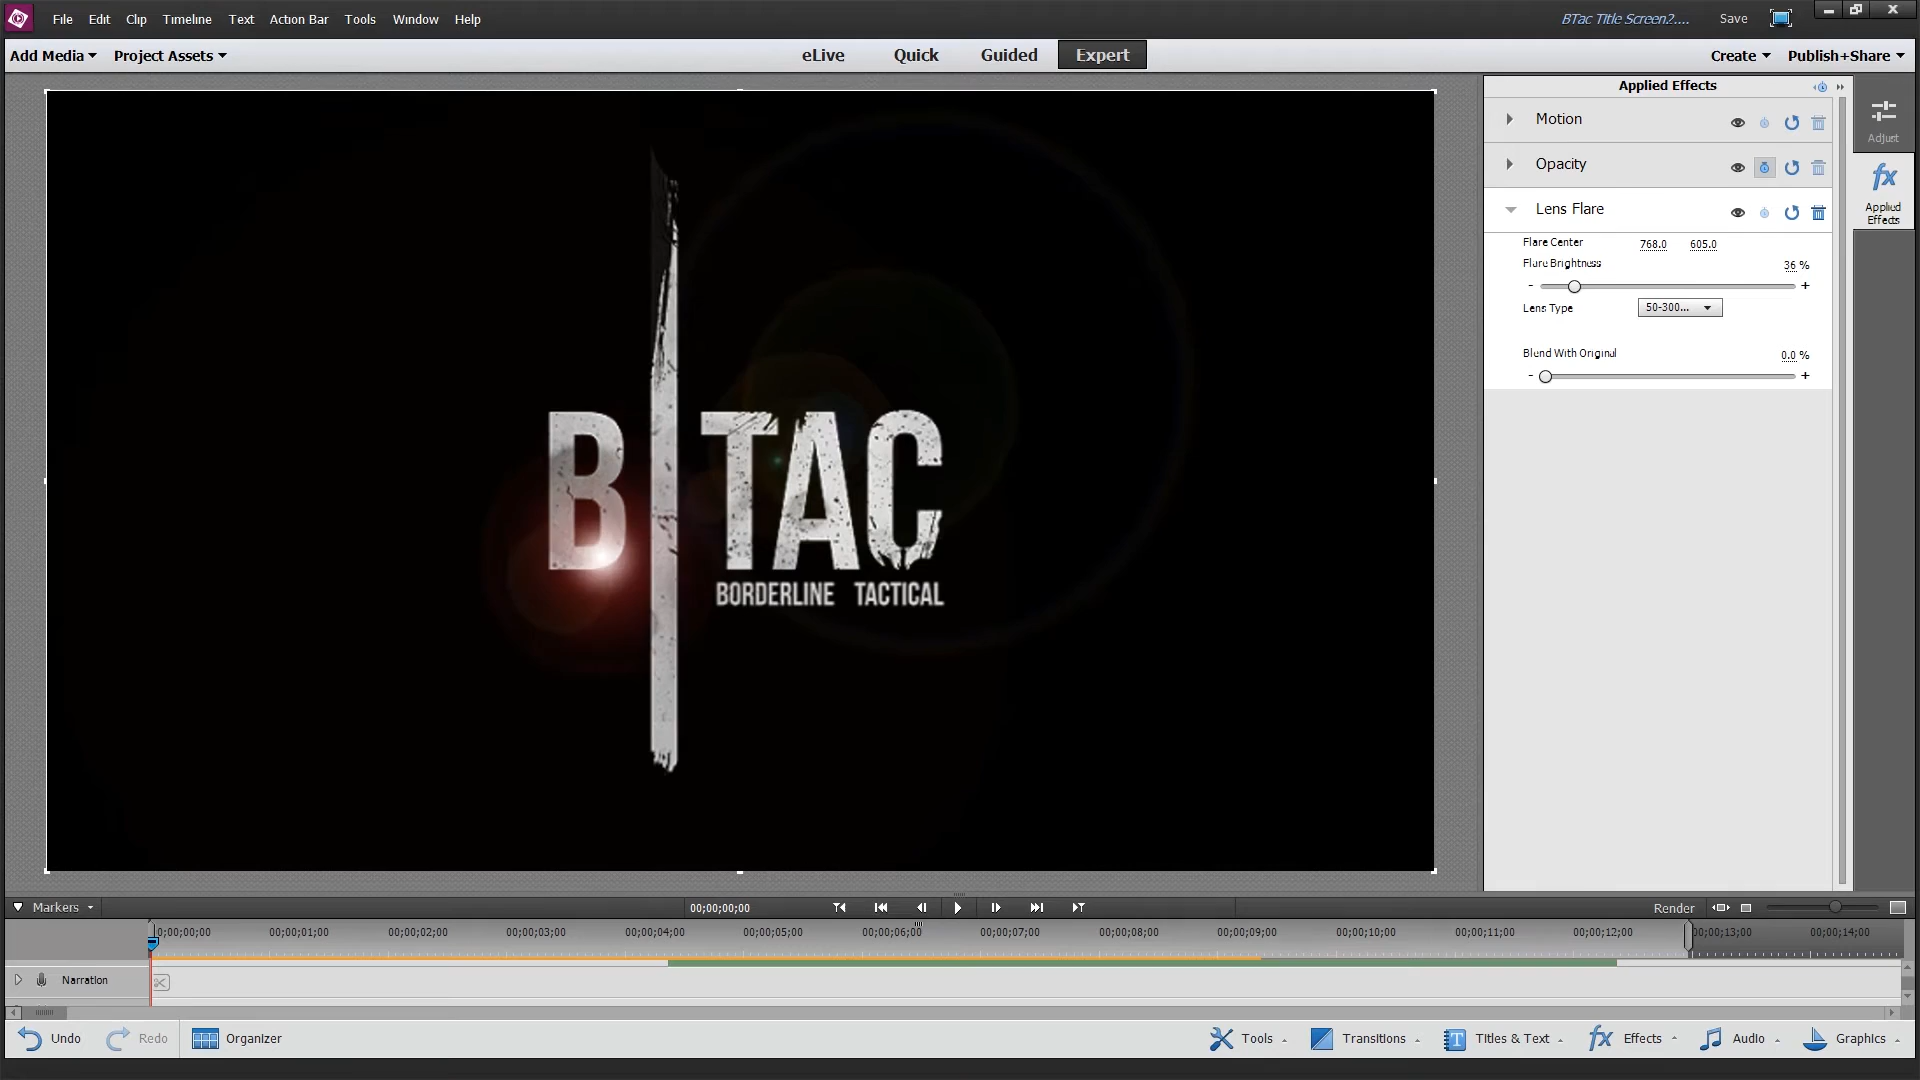 File Edit Clip Timeline Text Action Bar Tools Window Help BTac Title Screen2.... Save
Add Media Project Assets eLive Quick Guided Expert Create Publish+Share
Applied Effects
Motion
Adjust
Opacity
Applied
Effects
Lens Flare
Flare Center 768.0 605.0
Flare Brightness 36 %
- +
Lens Type 50-300...
Blend With Original 0.0 %
- +
B TAC
BORDERLINE TACTICAL
Markers 00;00;00;00 Render
0;00;00;00 00;00;01;00 00;00;02;00 00;00;03;00 00;00;04;00 00;00;05;00 00;00;06;00 00;00;07;00 00;00;08;00 00;00;09;00 00;00;10;00 00;00;11;00 00;00;12;00 00;00;13;00 00;00;14;00
Narration
Undo Redo Organizer Tools Transitions Titles & Text fx Effects Audio Graphics